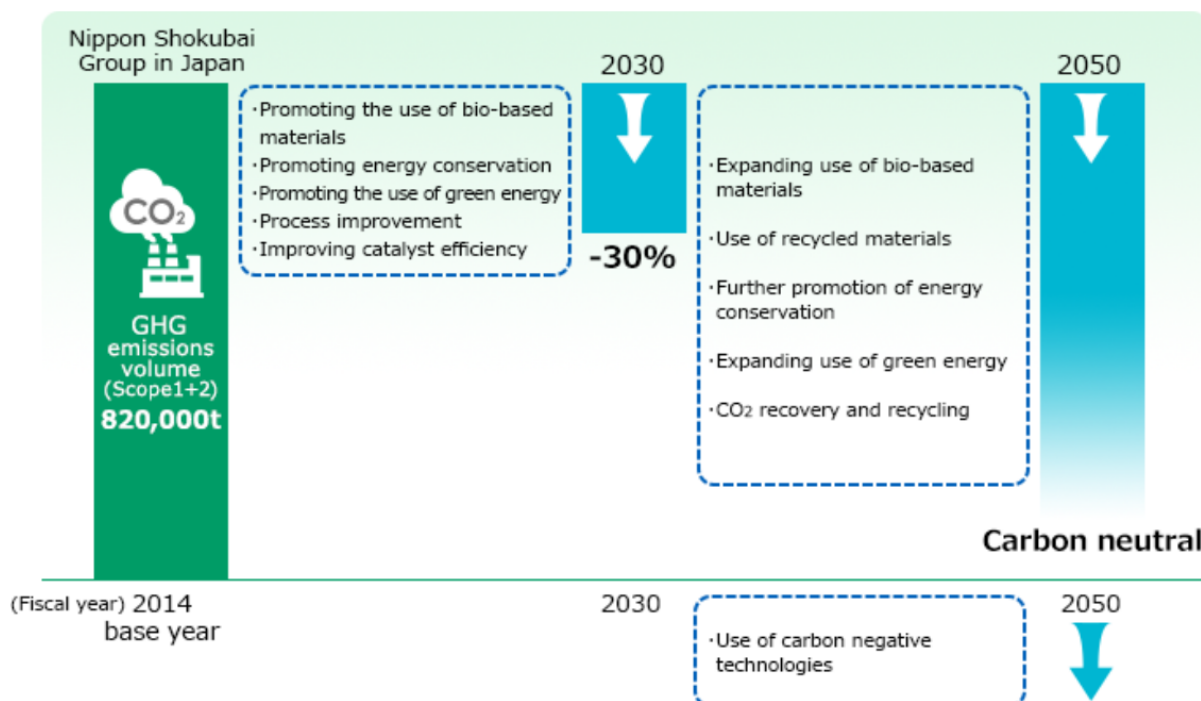 Nippon Shokubai
Group in Japan
CO₂
GHG
emissions
volume
(Scope1+2)
820,000t
・Promoting the use of bio-based
materials
・Promoting energy conservation
・Promoting the use of green energy
・Process improvement
・Improving catalyst efficiency
2030
-30%
・Expanding use of bio-based
materials
・Use of recycled materials
・Further promotion of energy
conservation
・Expanding use of green energy
・CO₂ recovery and recycling
2050
Carbon neutral
(Fiscal year) 2014
base year
2030
・Use of carbon negative
technologies
2050